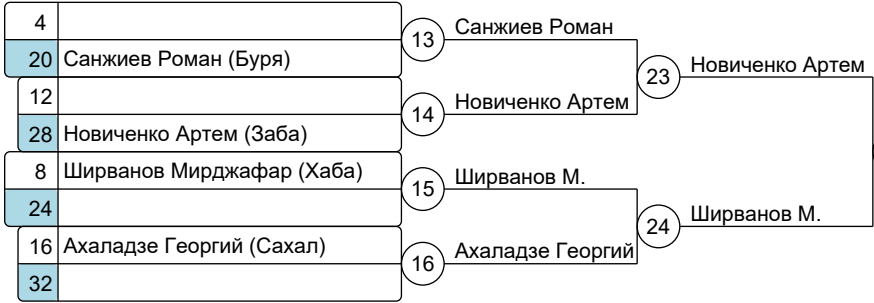 4
20 Санжиев Роман (Буря)
12
28 Новиченко Артем (Заба)
8 Ширванов Мирджафар (Хаба)
24
16 Ахаладзе Георгий (Сахал)
32
13 Санжиев Роман
14 Новиченко Артем
15 Ширванов М.
16 Ахаладзе Георгий
23 Новиченко Артем
24 Ширванов М.